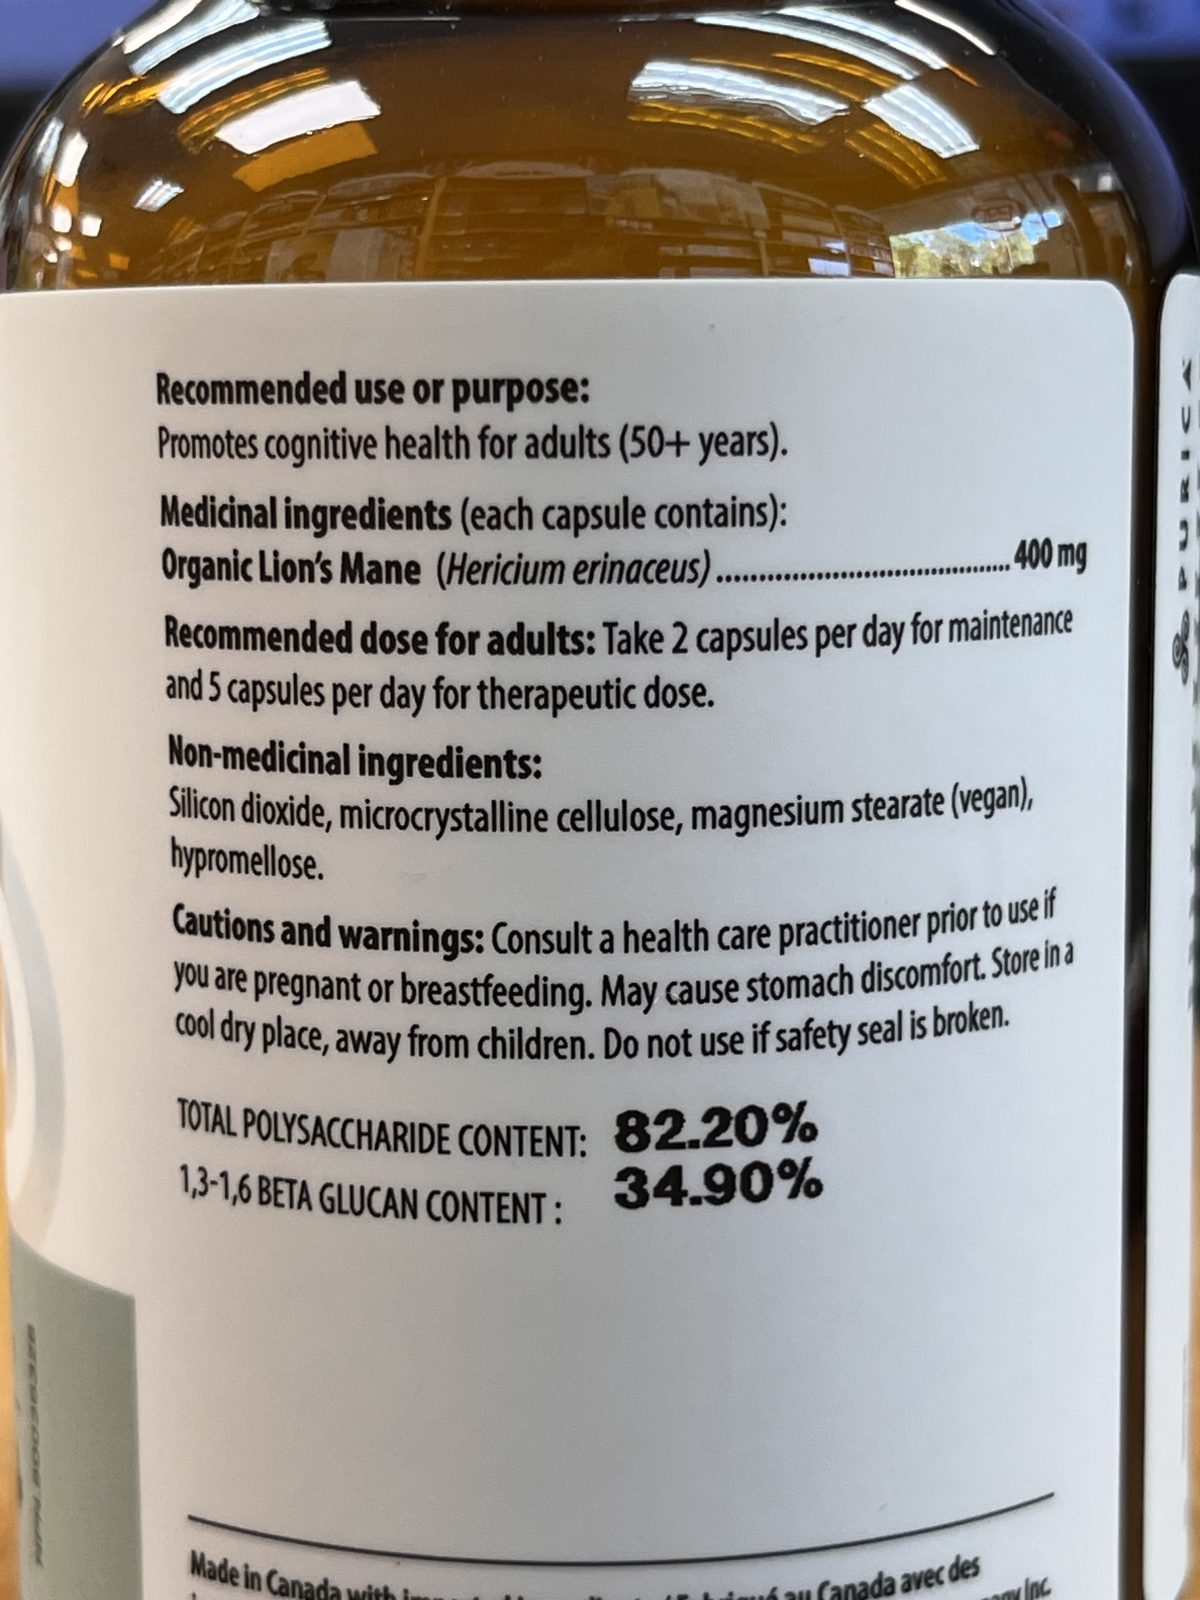 Recommended use or purpose:
Promotes cognitive health for adults (50+ years).
Medicinal ingredients (each capsule contains):
Organic Lion's Mane (Hericium erinaceus)....................................400 mg
Recommended dose for adults: Take 2 capsules per day for maintenance
and 5 capsules per day for therapeutic dose.
Non-medicinal ingredients:
Silicon dioxide, microcrystalline cellulose, magnesium stearate (vegan),
hypromellose.
Cautions and warnings: Consult a health care practitioner prior to use if
you are pregnant or breastfeeding. May cause stomach discomfort. Store in a
cool dry place, away from children. Do not use if safety seal is broken.
TOTAL POLYSACCHARIDE CONTENT: 82.20%
1,3-1,6 BETA GLUCAN CONTENT : 34.90%
Made in Canada with au Canada avec des
Inc.
PURICA